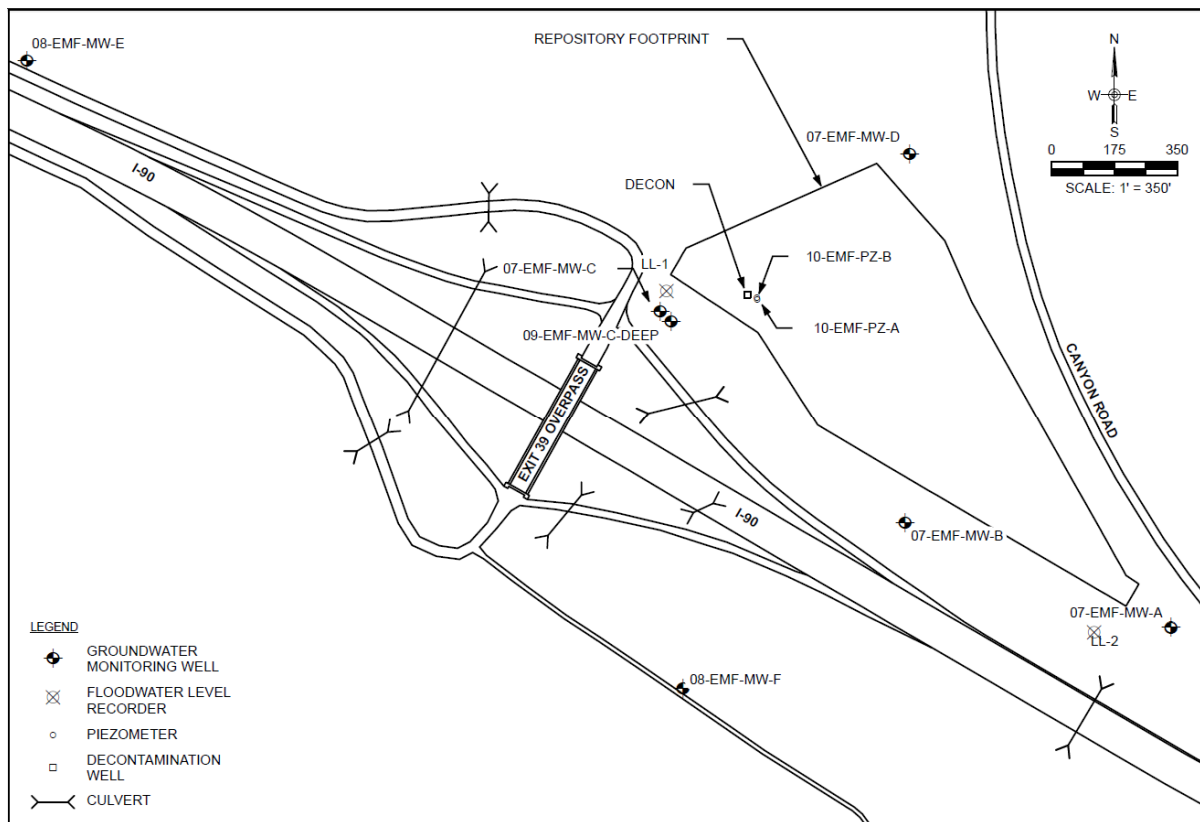 08-EMF-MW-E
REPOSITORY FOOTPRINT
N
W E
S
0 175 350
SCALE: 1' = 350'
07-EMF-MW-D
I-90
DECON
LL-1
07-EMF-MW-C
10-EMF-PZ-B
10-EMF-PZ-A
09-EMF-MW-C-DEEP
EXIT 39 OVERPASS
CANYON ROAD
I-90
07-EMF-MW-B
07-EMF-MW-A
LL-2
08-EMF-MW-F
LEGEND
GROUNDWATER
MONITORING WELL
FLOODWATER LEVEL
RECORDER
PIEZOMETER
DECONTAMINATION
WELL
CULVERT